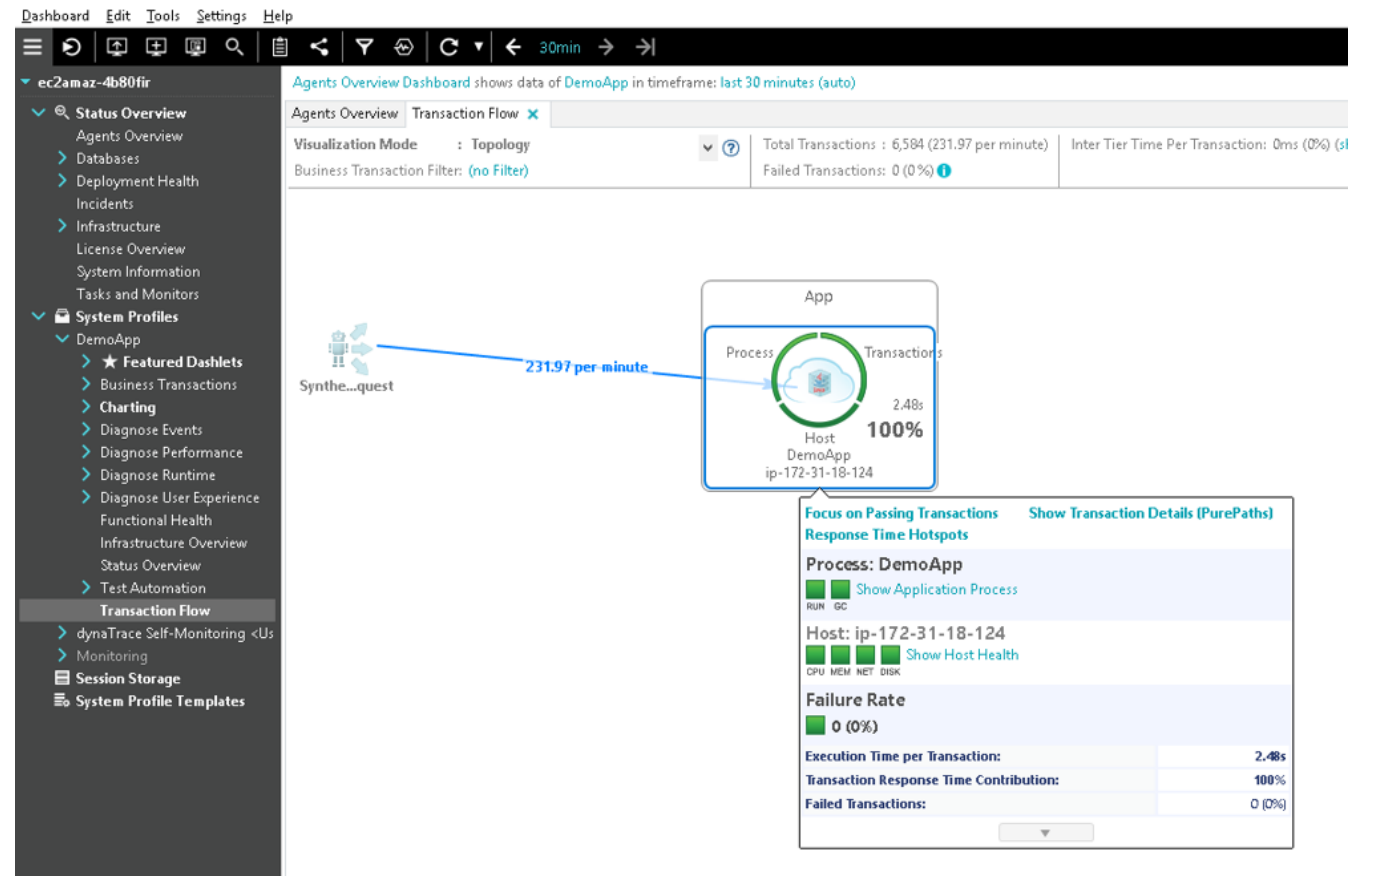 Dashboard Edit Tools Settings Help
30min
ec2amaz-4b80fir
Agents Overview Dashboard shows data of DemoApp in timeframe: last 30 minutes (auto)
Status Overview
Agents Overview
Databases
Deployment Health
Incidents
Infrastructure
License Overview
System Information
Tasks and Monitors
System Profiles
DemoApp
Featured Dashlets
Business Transactions
Charting
Diagnose Events
Diagnose Performance
Diagnose Runtime
Diagnose User Experience
Functional Health
Infrastructure Overview
Status Overview
Test Automation
Transaction Flow
dynaTrace Self-Monitoring <Us
Monitoring
Session Storage
System Profile Templates
Agents Overview Transaction Flow
Visualization Mode : Topology
Business Transaction Filter: (no Filter)
Total Transactions : 6,584 (231.97 per minute)
Failed Transactions: 0 (0%)
Inter Tier Time Per Transaction: 0ms (0%) (sl
Synthe...quest
231.97 per minute
App
Process Transactions
2.48s
100%
Host
DemoApp
ip-172-31-18-124
Focus on Passing Transactions Show Transaction Details (PurePaths)
Response Time Hotspots
Process: DemoApp
Show Application Process
RUN GC
Host: ip-172-31-18-124
Show Host Health
CPU MEM NET DISK
Failure Rate
0 (0%)
Execution Time per Transaction: 2.48s
Transaction Response Time Contribution: 100%
Failed Transactions: 0 (0%)